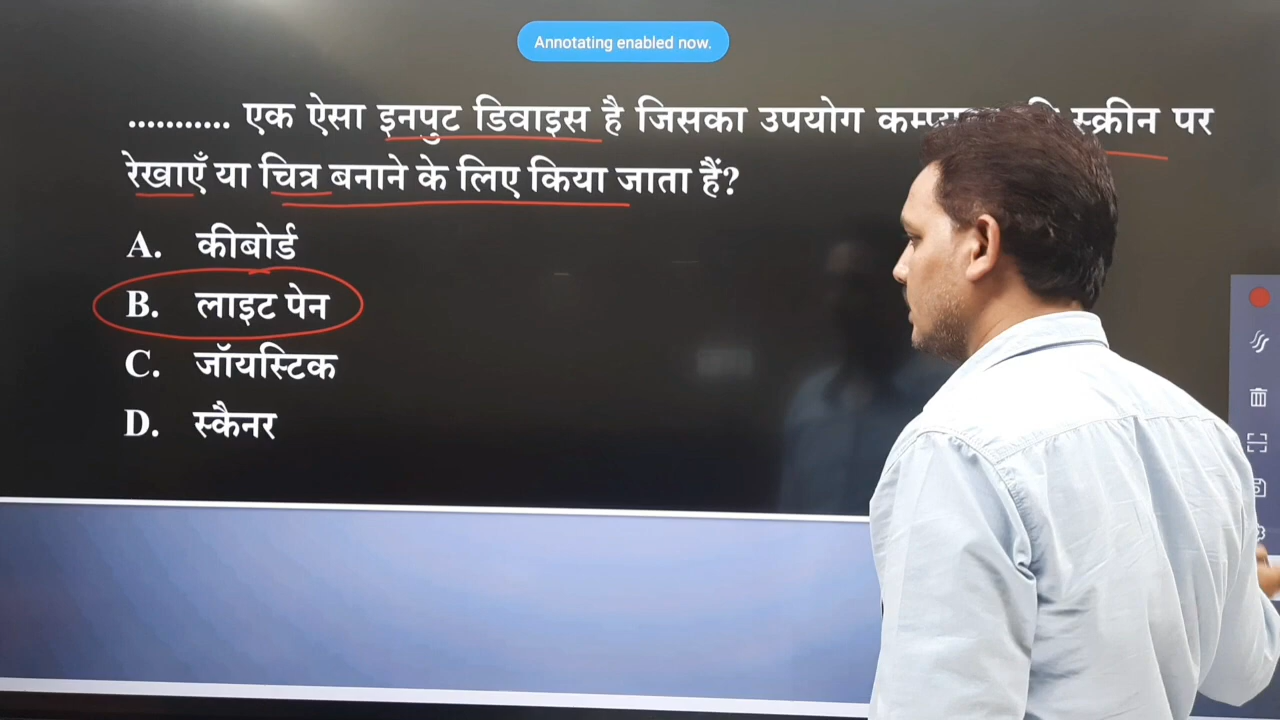 Annotating enabled now.
........... एक ऐसा इनपुट डिवाइस है जिसका उपयोग स्क्रीन पर
रेखाएँ या चित्र बनाने के लिए किया जाता हैं?
A. कीबोर्ड
B. लाइट पेन
C. जॉयस्टिक
D. स्कैनर